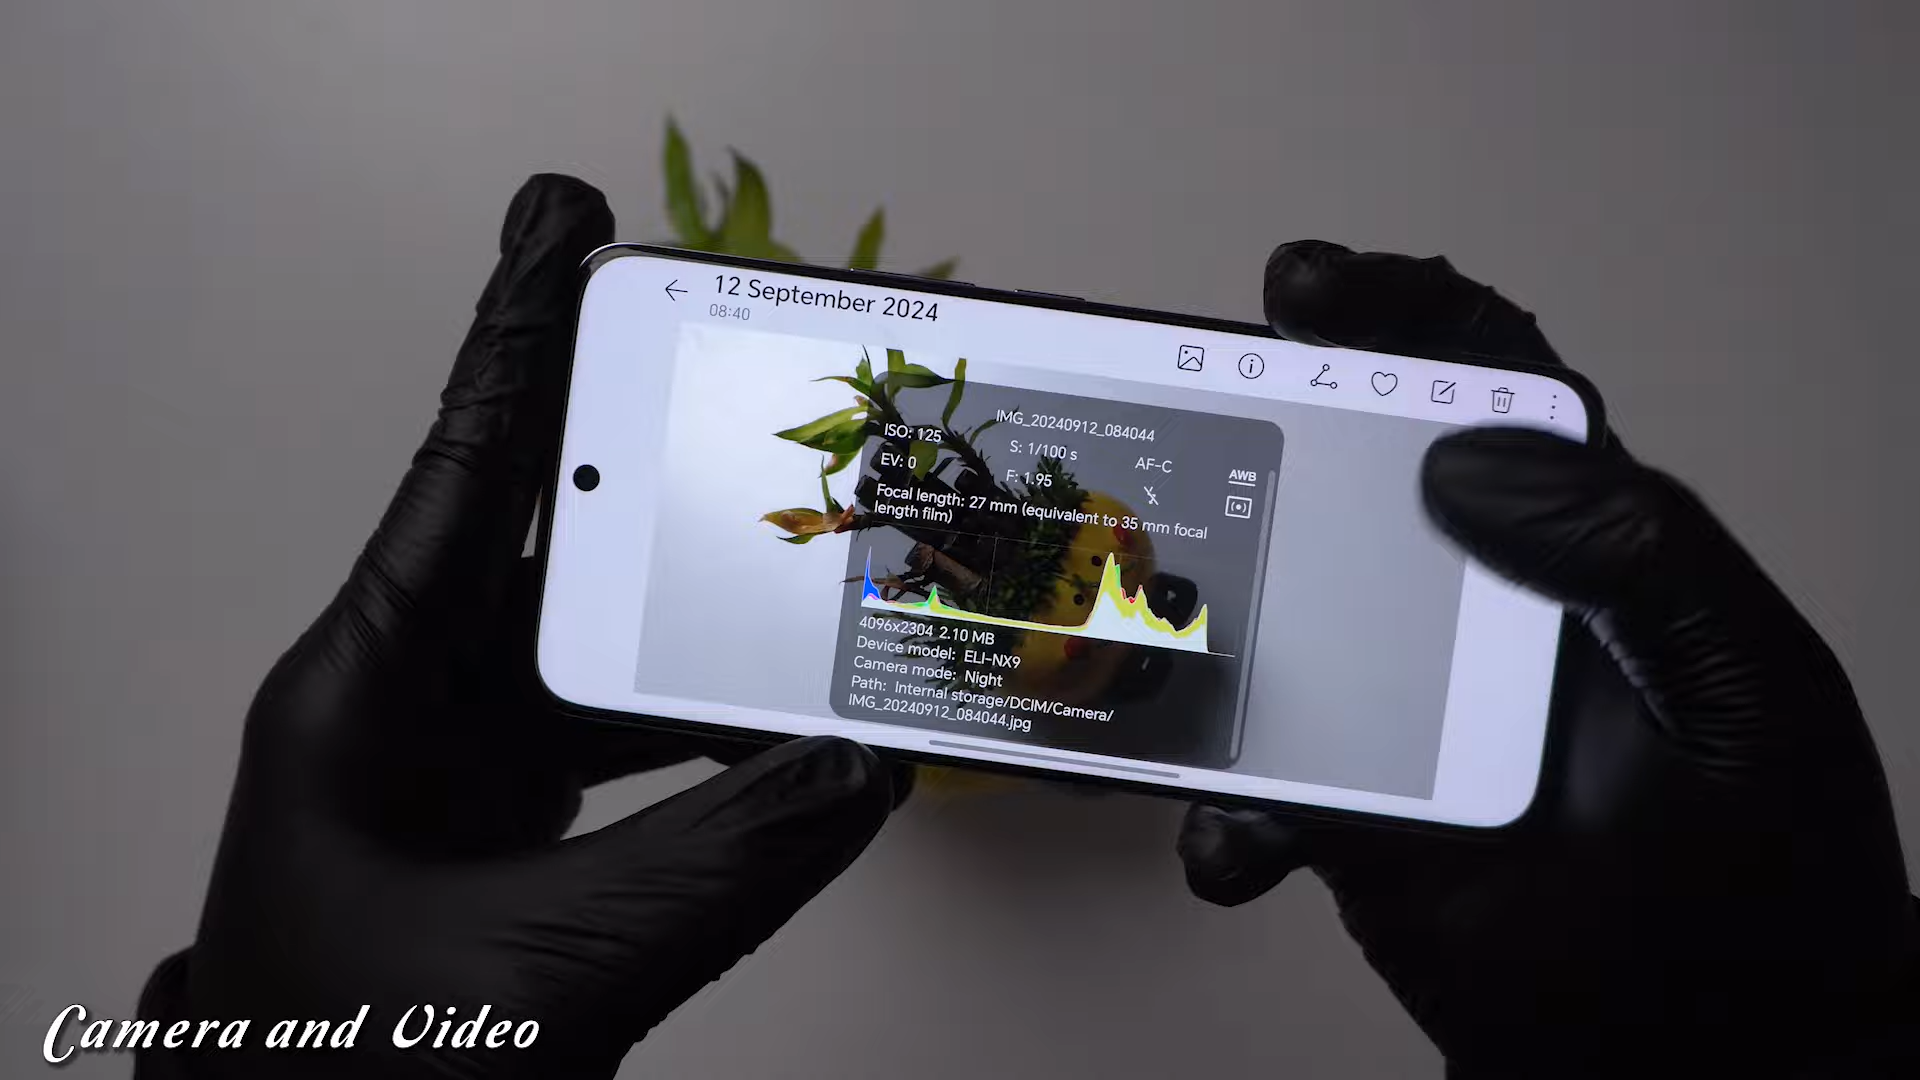 12 September 2024
08:40
IMG_20240912_084044
ISO: 125
S: 1/100 s
AF-C
AWB
EV: 0
F: 1.95
Focal length: 27 mm (equivalent to 35 mm focal
length film)
4096x2304 2.10 MB
Device model: ELI-NX9
Camera mode: Night
Path: Internal storage/DCIM/Camera/
IMG_20240912_084044.jpg
Camera and Video